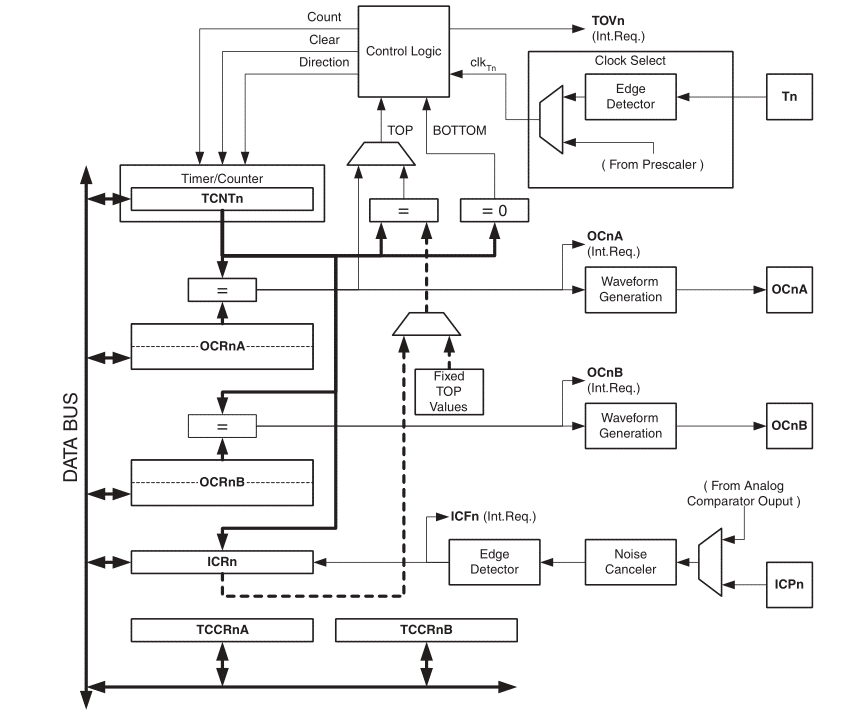 Count
Clear
Direction
Control Logic
TOVn
(Int.Req.)
clkTn
Clock Select
Edge
Detector
Tn
( From Prescaler )
TOP
BOTTOM
Timer/Counter
TCNTn
=
= 0
OCnA
(Int.Req.)
=
Waveform
Generation
OCnA
OCRnA
Fixed
TOP
Values
OCnB
(Int.Req.)
=
Waveform
Generation
OCnB
DATA BUS
OCRnB
( From Analog
Comparator Ouput )
ICFn (Int.Req.)
ICRn
Edge
Detector
Noise
Canceler
ICPn
TCCRnA
TCCRnB